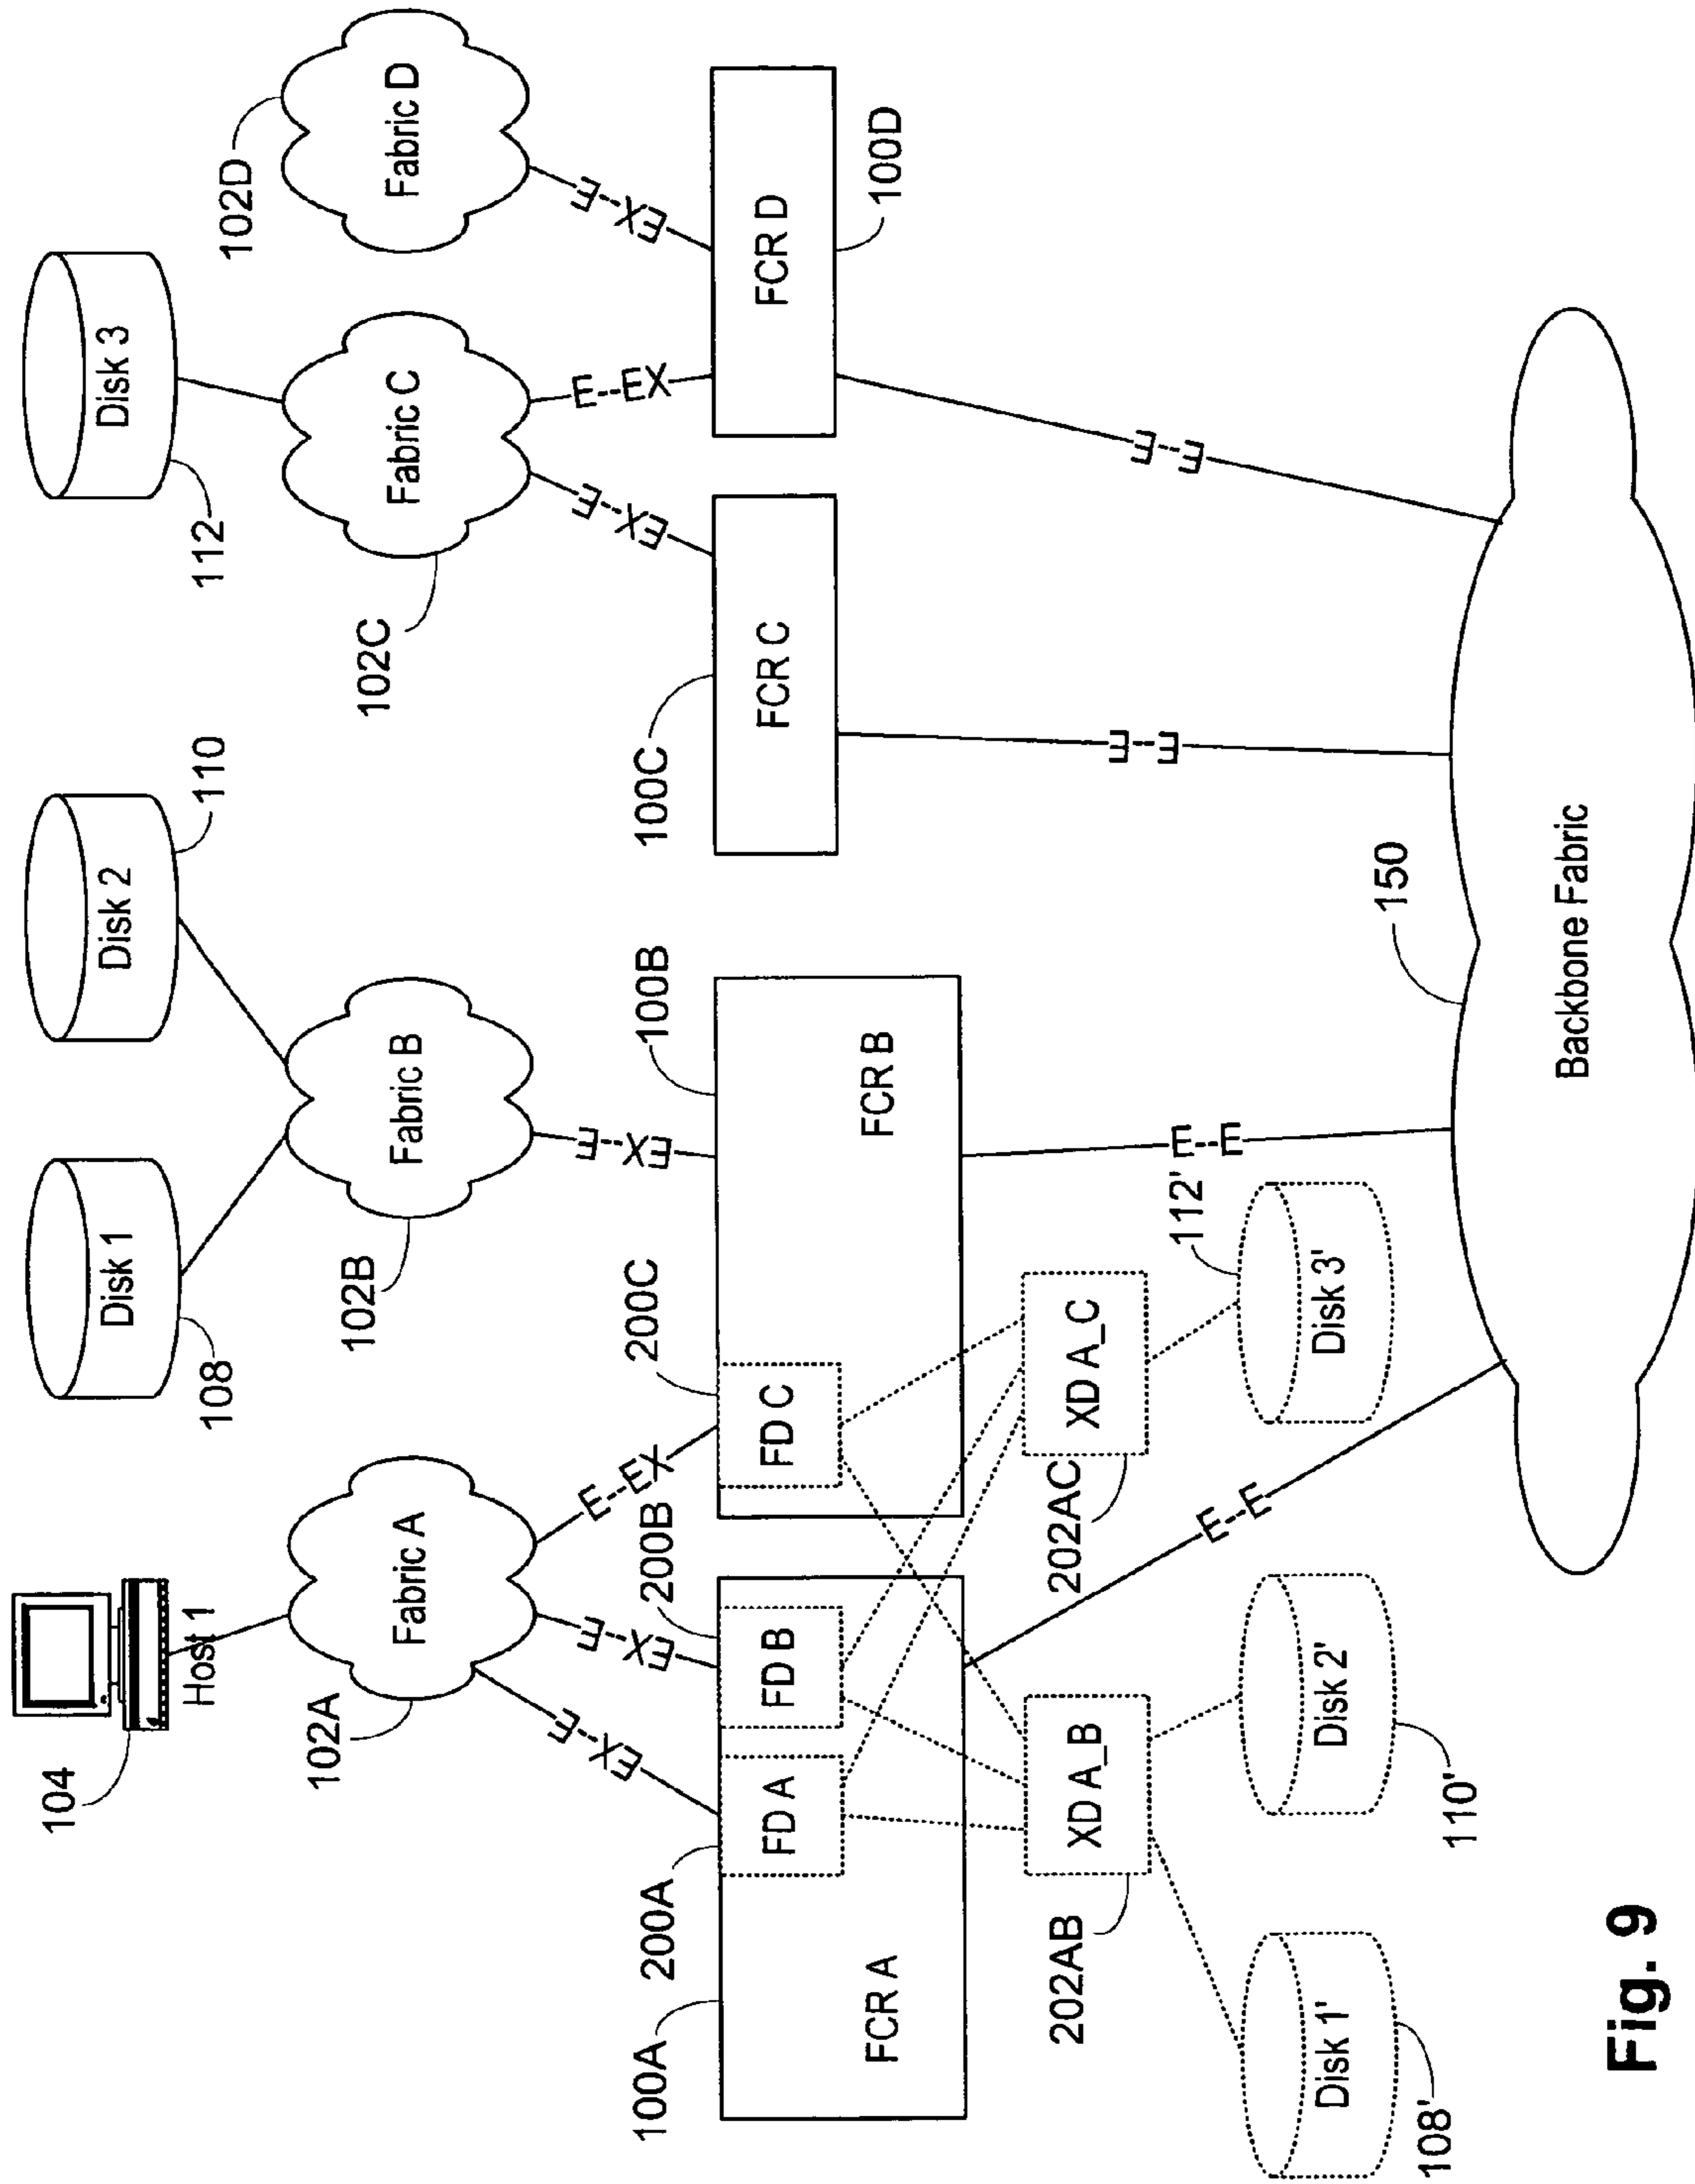 104
Host 1
108
Disk 1
Disk 2
110
112
Disk 3
102D
102A
Fabric A
102B
Fabric B
102C
Fabric C
Fabric D
E--EX
E--EX
E--EX
E--EX
E--EX
E--EX
E--EX
100A
200A
200B
200C
100B
100C
100D
FD A
FD B
FD C
FCR A
FCR B
FCR C
FCR D
202AB
XD A_B
202AC
XD A_C
E--E
E--E
E--E
E--E
108'
Disk 1'
110'
Disk 2'
112'
Disk 3'
150
Backbone Fabric
Fig. 9